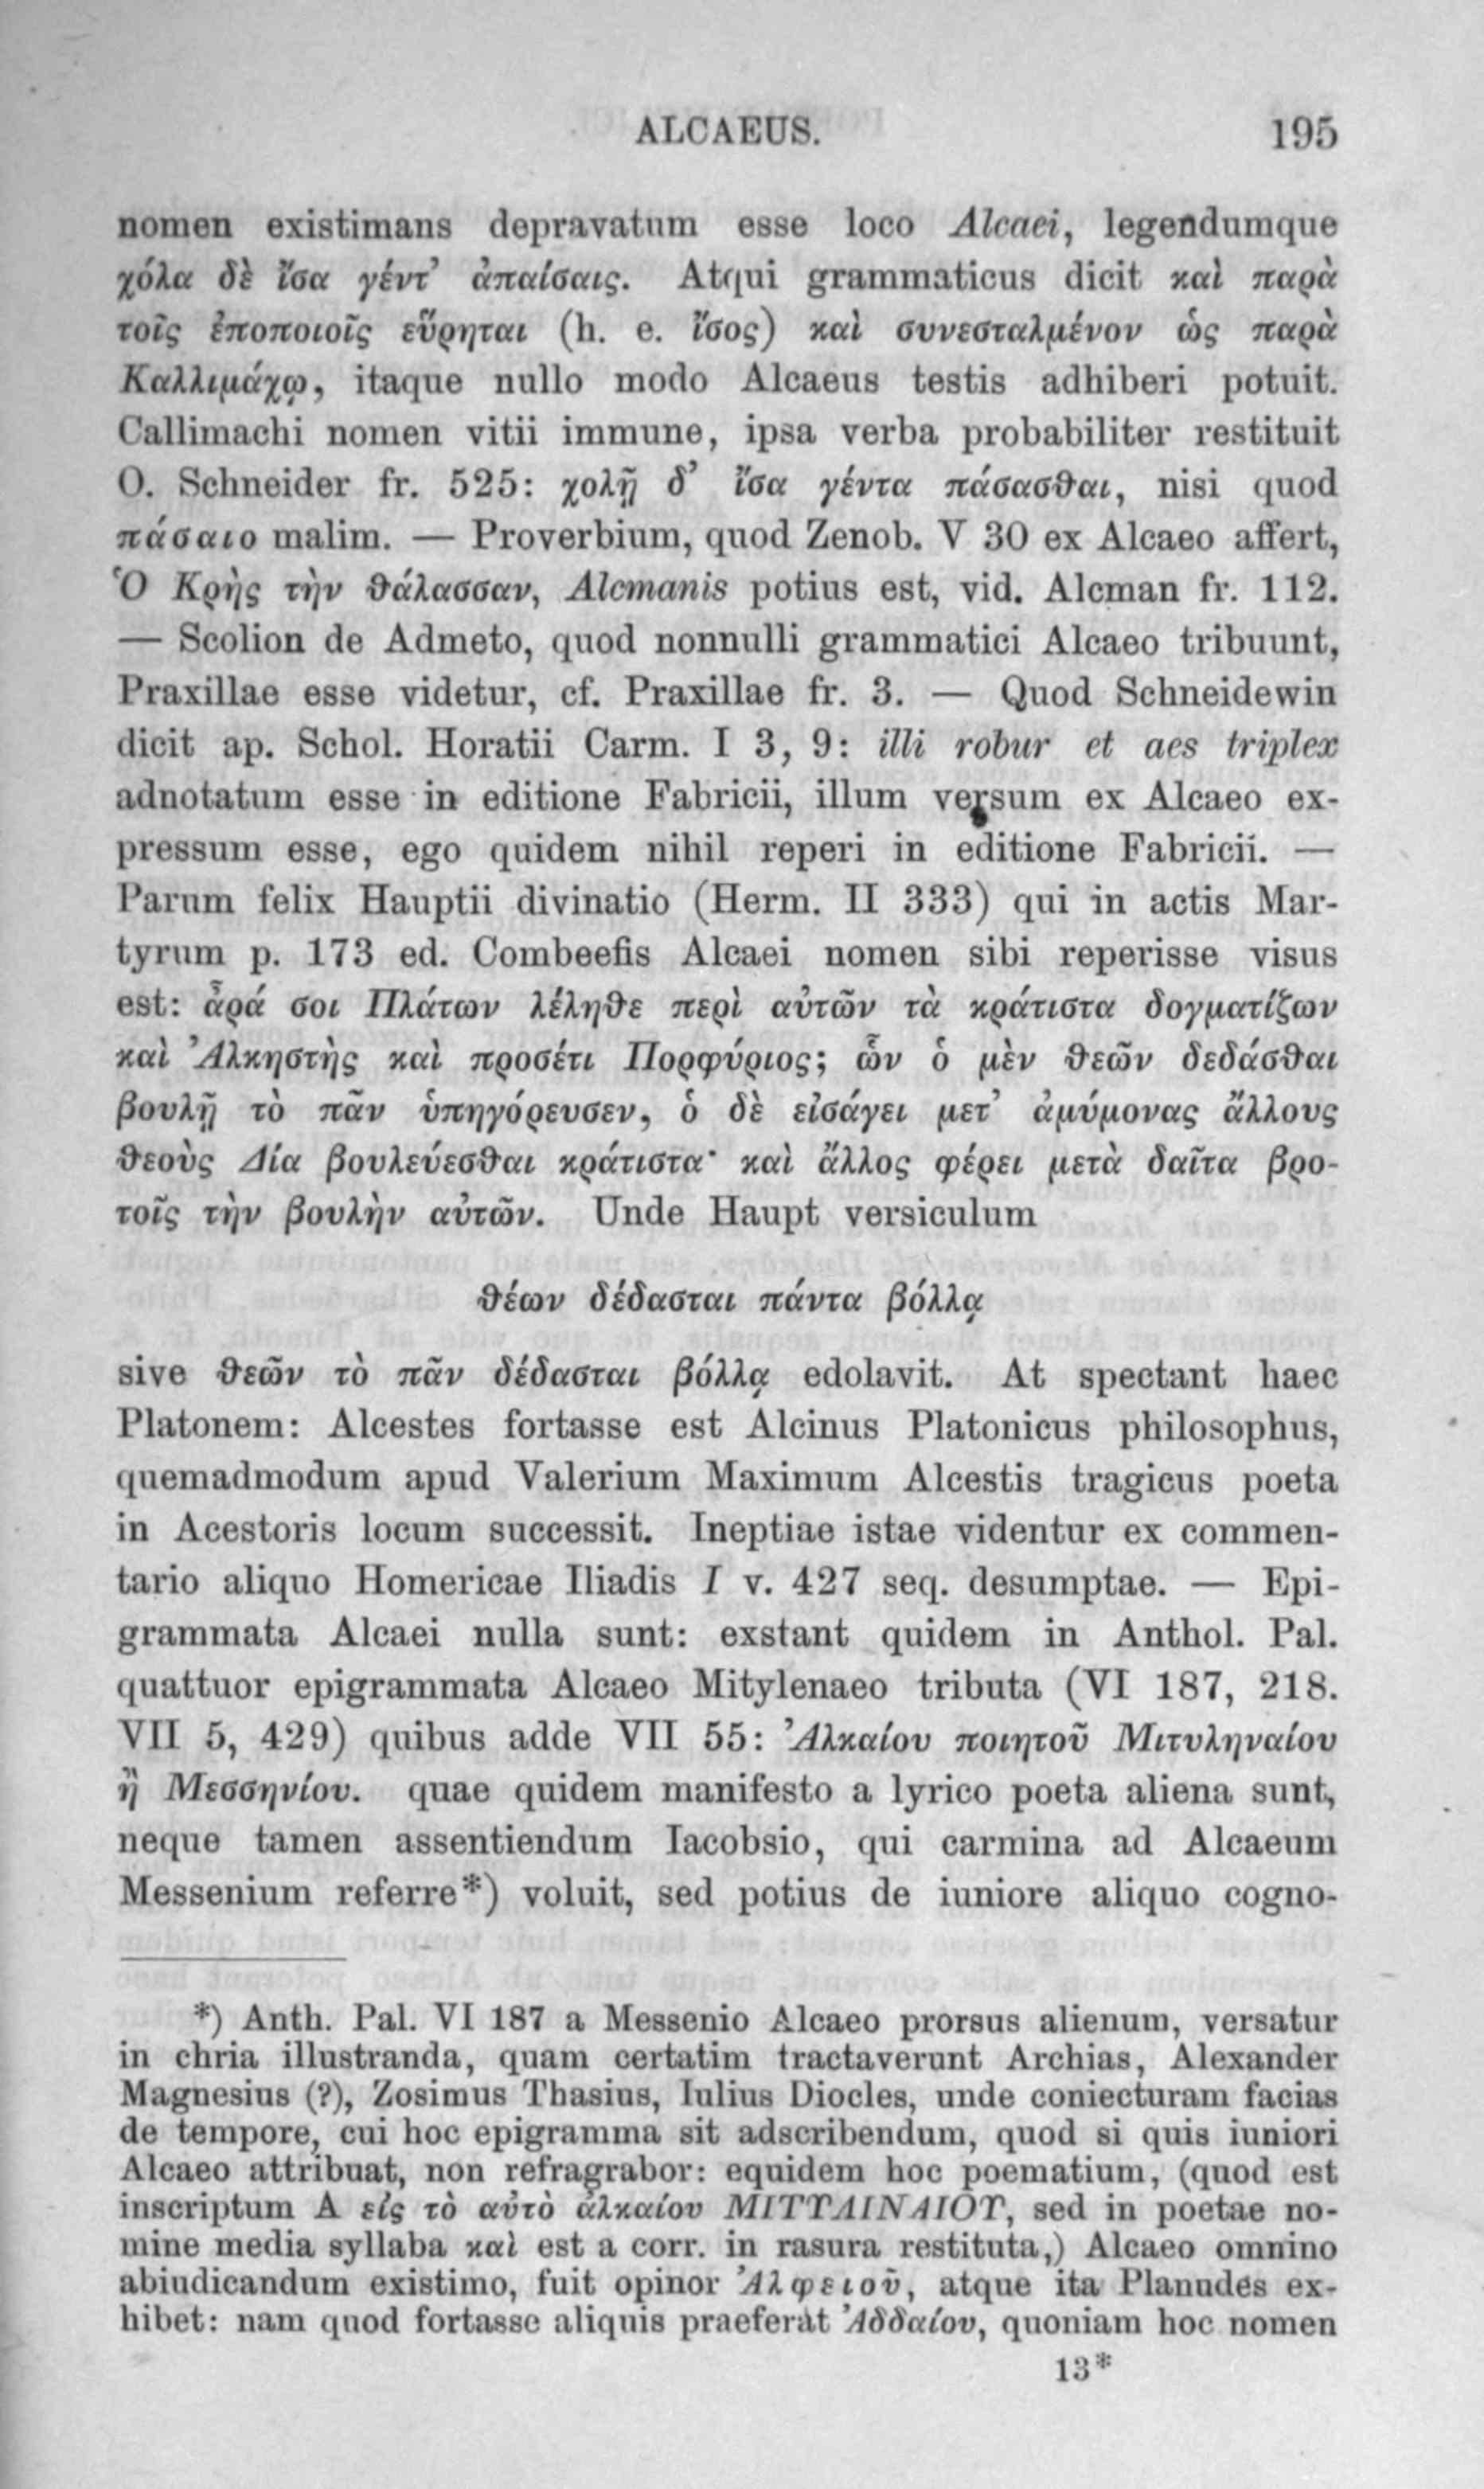 ALCAEUS. 195
nomen existimans depravatum esse loco Alcaei, legendumque
χόλα δὲ ἴσα γέντ’ ἀπαίσαις. Atqui grammaticus dicit καὶ παρὰ
τοῖς ἐποποιοῖς εὕρηται (h. e. ἴσος) καὶ συνεσταλμένον ὡς παρὰ
Καλλιμάχῳ, itaque nullo modo Alcaeus testis adhiberi potuit.
Callimachi nomen vitii immune, ipsa verba probabiliter restituit
O. Schneider fr. 525: χολῇ δ’ ἴσα γέντα πάσασθαι, nisi quod
πάσαιο malim. — Proverbium, quod Zenob. V 30 ex Alcaeo affert,
Ὁ Κρὴς τὴν θάλασσαν, Alcmanis potius est, vid. Alcman fr. 112.
— Scolion de Admeto, quod nonnulli grammatici Alcaeo tribuunt,
Praxillae esse videtur, cf. Praxillae fr. 3. — Quod Schneidewin
dicit ap. Schol. Horatii Carm. I 3, 9: illi robur et aes triplex
adnotatum esse in editione Fabricii, illum versum ex Alcaeo ex-
pressum esse, ego quidem nihil reperi in editione Fabricii. —
Parum felix Hauptii divinatio (Herm. II 333) qui in actis Mar-
tyrum p. 173 ed. Combeefis Alcaei nomen sibi reperisse visus
est: ἆρά σοι Πλάτων λέληθε περὶ αὐτῶν τὰ κράτιστα δογματίζων
καὶ Ἀλκηστὴς καὶ προσέτι Πορφύριος; ὧν ὁ μὲν θεῶν δεδάσθαι
βουλῇ τὸ πᾶν ὑπηγόρευσεν, ὁ δὲ εἰσάγει μετ’ ἀμύμονας ἄλλους
θεοὺς Δία βουλεύεσθαι κράτιστα· καὶ ἄλλος φέρει μετὰ δαῖτα βρο-
τοῖς τὴν βουλὴν αὐτῶν. Unde Haupt versiculum
θέων δέδασται πάντα βόλλᾳ
sive θεῶν τὸ πᾶν δέδασται βόλλᾳ edolavit. At spectant haec
Platonem: Alcestes fortasse est Alcinus Platonicus philosophus,
quemadmodum apud Valerium Maximum Alcestis tragicus poeta
in Acestoris locum successit. Ineptiae istae videntur ex commen-
tario aliquo Homericae Iliadis I v. 427 seq. desumptae. — Epi-
grammata Alcaei nulla sunt: exstant quidem in Anthol. Pal.
quattuor epigrammata Alcaeo Mitylenaeo tributa (VI 187, 218.
VII 5, 429) quibus adde VII 55: Ἀλκαίου ποιητοῦ Μιτυληναίου
ἢ Μεσσηνίου. quae quidem manifesto a lyrico poeta aliena sunt,
neque tamen assentiendum Iacobsio, qui carmina ad Alcaeum
Messenium referre*) voluit, sed potius de iuniore aliquo cogno-
*) Anth. Pal. VI 187 a Messenio Alcaeo prorsus alienum, versatur
in chria illustranda, quam certatim tractaverunt Archias, Alexander
Magnesius (?), Zosimus Thasius, Iulius Diocles, unde coniecturam facias
de tempore, cui hoc epigramma sit adscribendum, quod si quis iuniori
Alcaeo attribuat, non refragrabor: equidem hoc poematium, (quod est
inscriptum A εἰς τὸ αὐτὸ ἀλκαίου ΜΙΤΥΛΙΝΑΙΟΥ, sed in poetae no-
mine media syllaba καὶ est a corr. in rasura restituta,) Alcaeo omnino
abiudicandum existimo, fuit opinor Ἀλφειοῦ, atque ita Planudes ex-
hibet: nam quod fortasse aliquis praeferat Ἀδδαίου, quoniam hoc nomen
13*